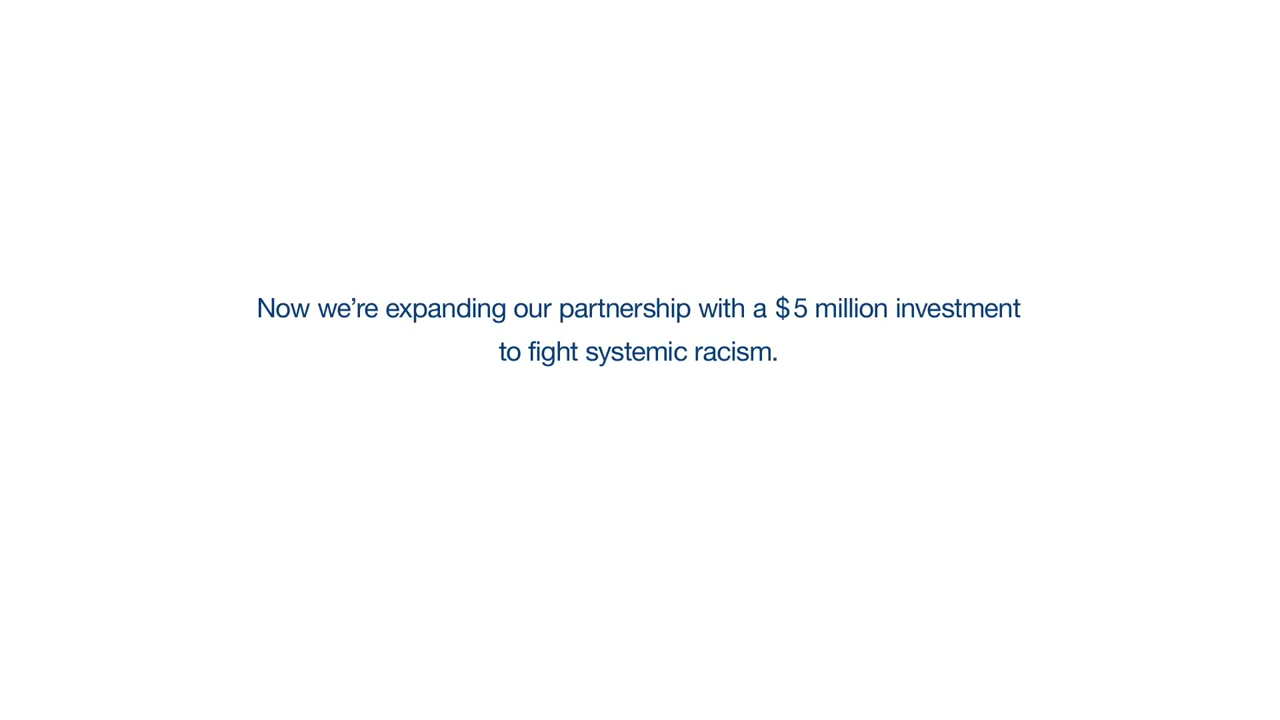 Now we’re expanding our partnership with a $5 million investment
to fight systemic racism.